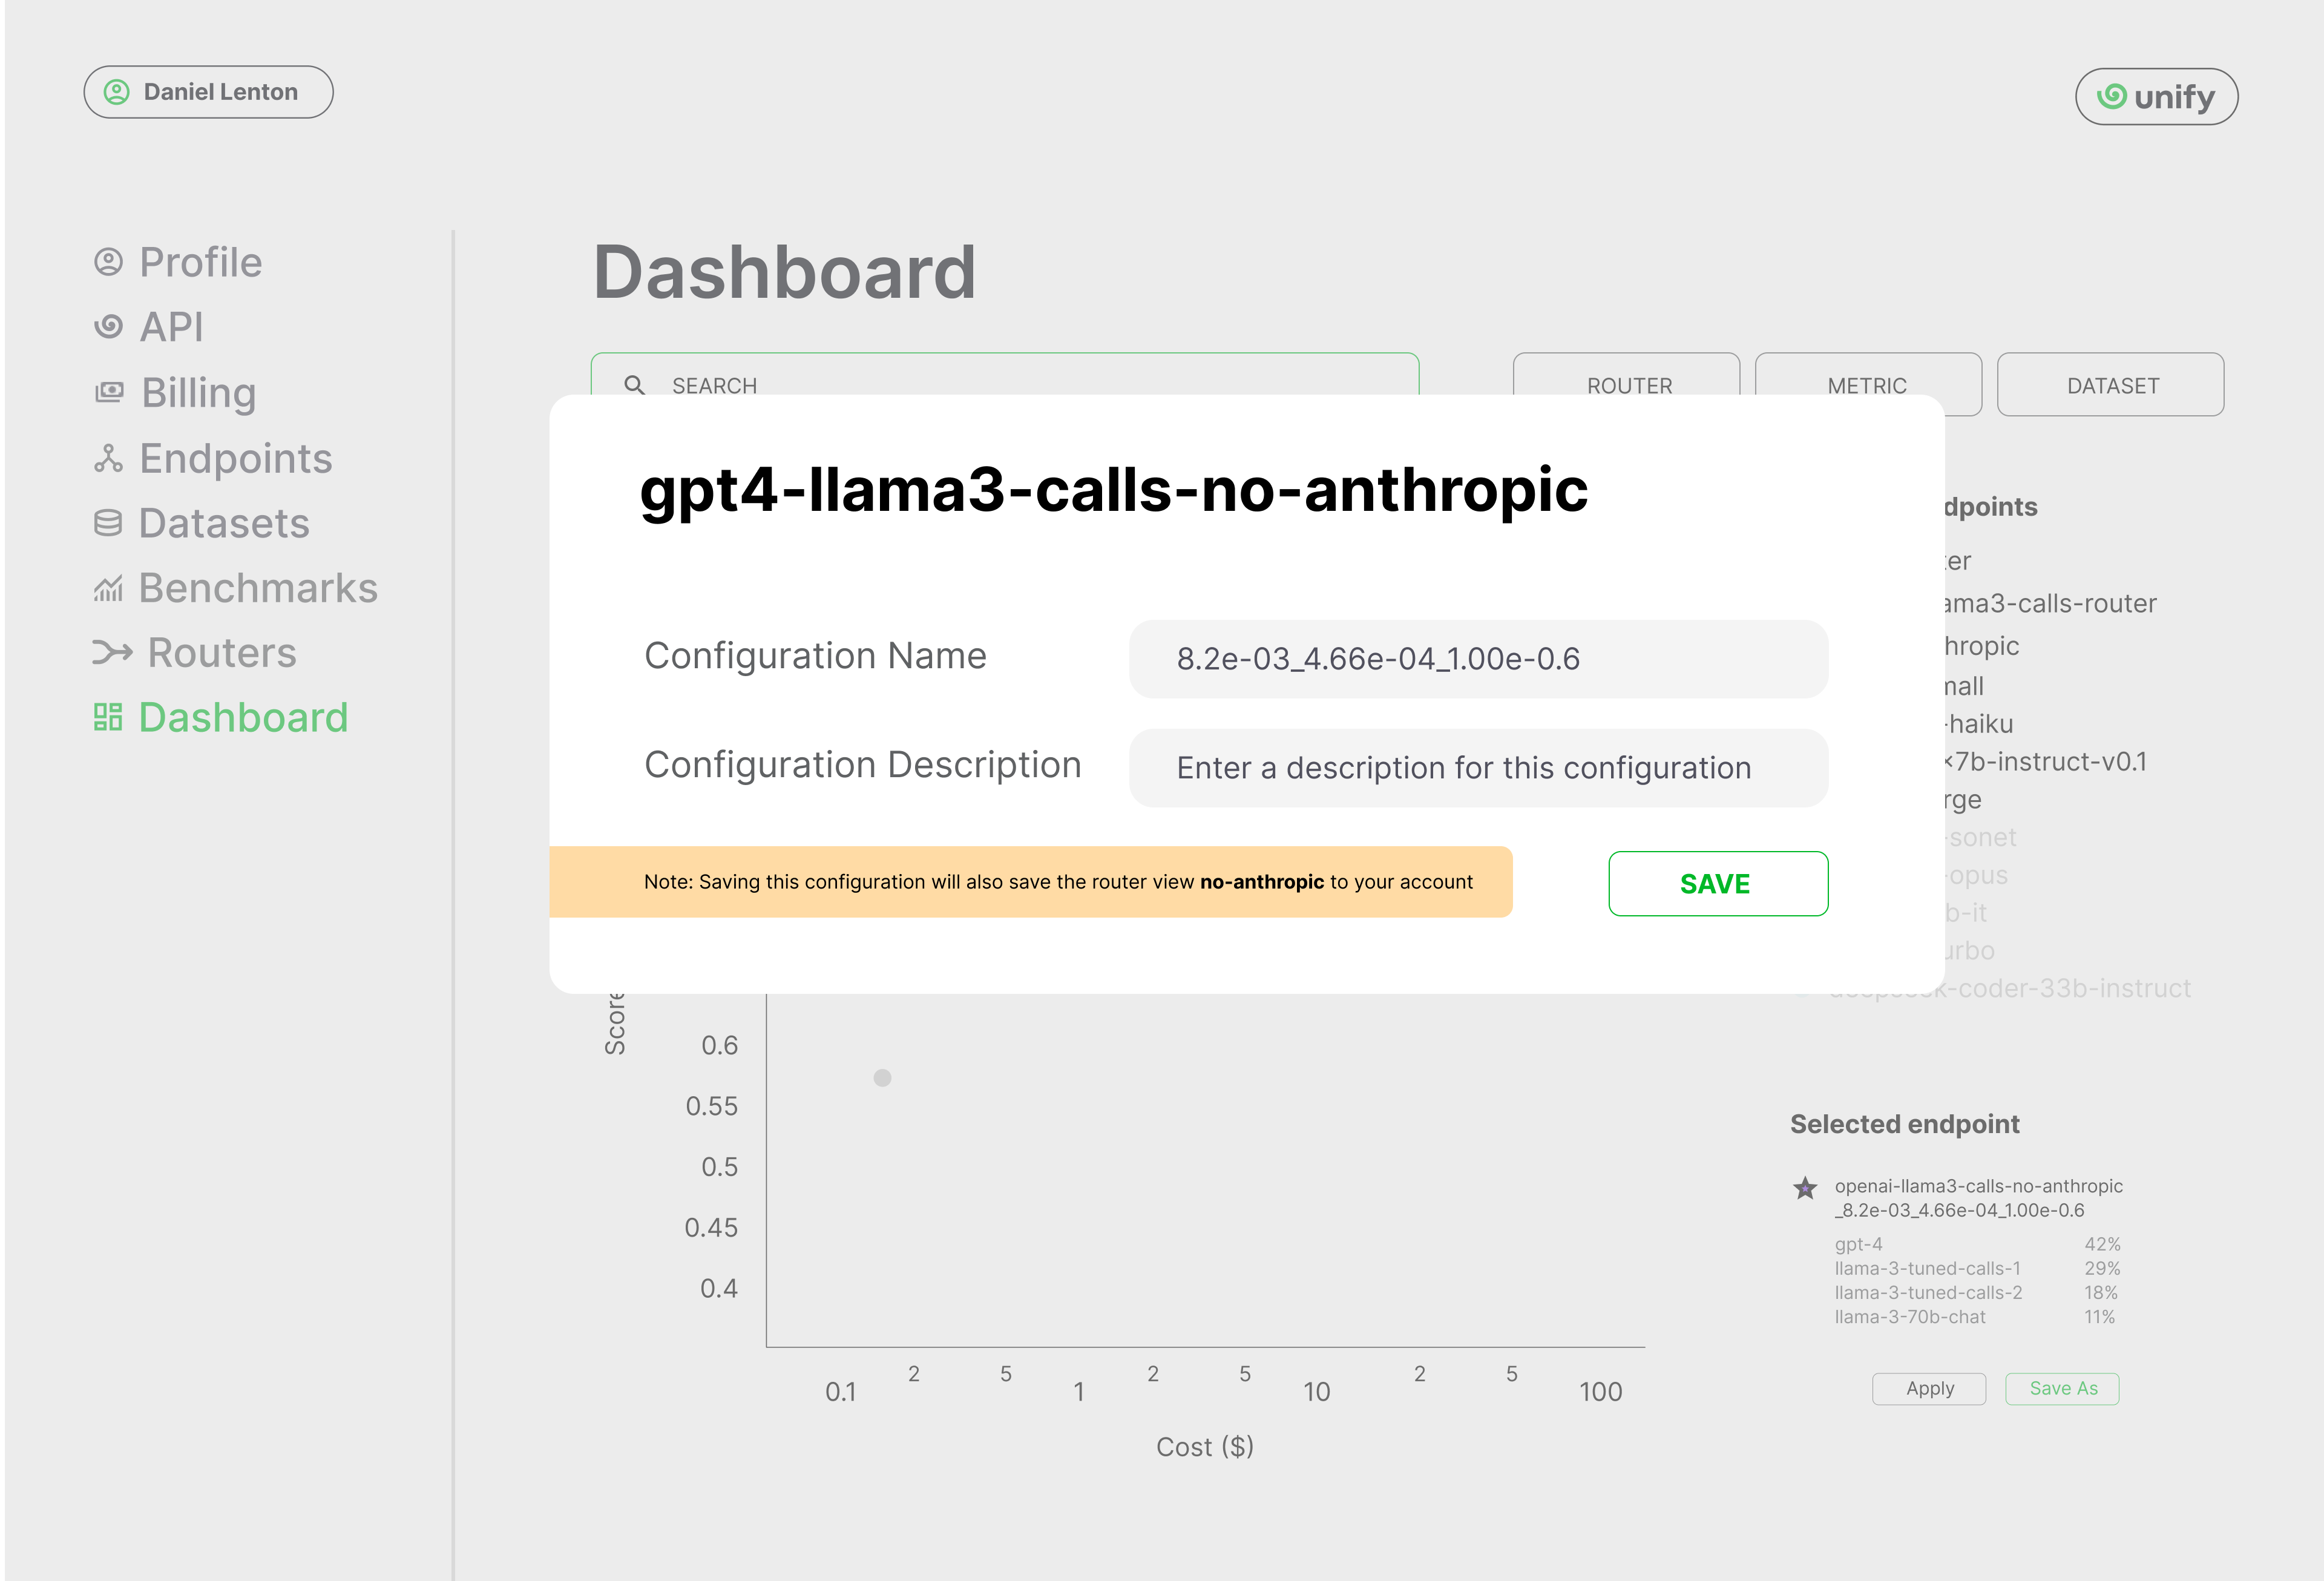 Daniel Lenton
unify
Profile
API
Billing
Endpoints
Datasets
Benchmarks
Routers
Dashboard
Dashboard
SEARCH
ROUTER
METRIC
DATASET
gpt4-llama3-calls-no-anthropic
Configuration Name
8.2e-03_4.66e-04_1.00e-0.6
Configuration Description
Enter a description for this configuration
Note: Saving this configuration will also save the router view no-anthropic to your account
SAVE
dpoints
ter
ama3-calls-router
hropic
mall
-haiku
x7b-instruct-v0.1
rge
-sonet
-opus
b-it
urbo
-coder-33b-instruct
Score
0.6
0.55
0.5
0.45
0.4
2 5 2 5 2 5
0.1 1 10 100
Cost ($)
Selected endpoint
openai-llama3-calls-no-anthropic
_8.2e-03_4.66e-04_1.00e-0.6
gpt-4 42%
llama-3-tuned-calls-1 29%
llama-3-tuned-calls-2 18%
llama-3-70b-chat 11%
Apply
Save As